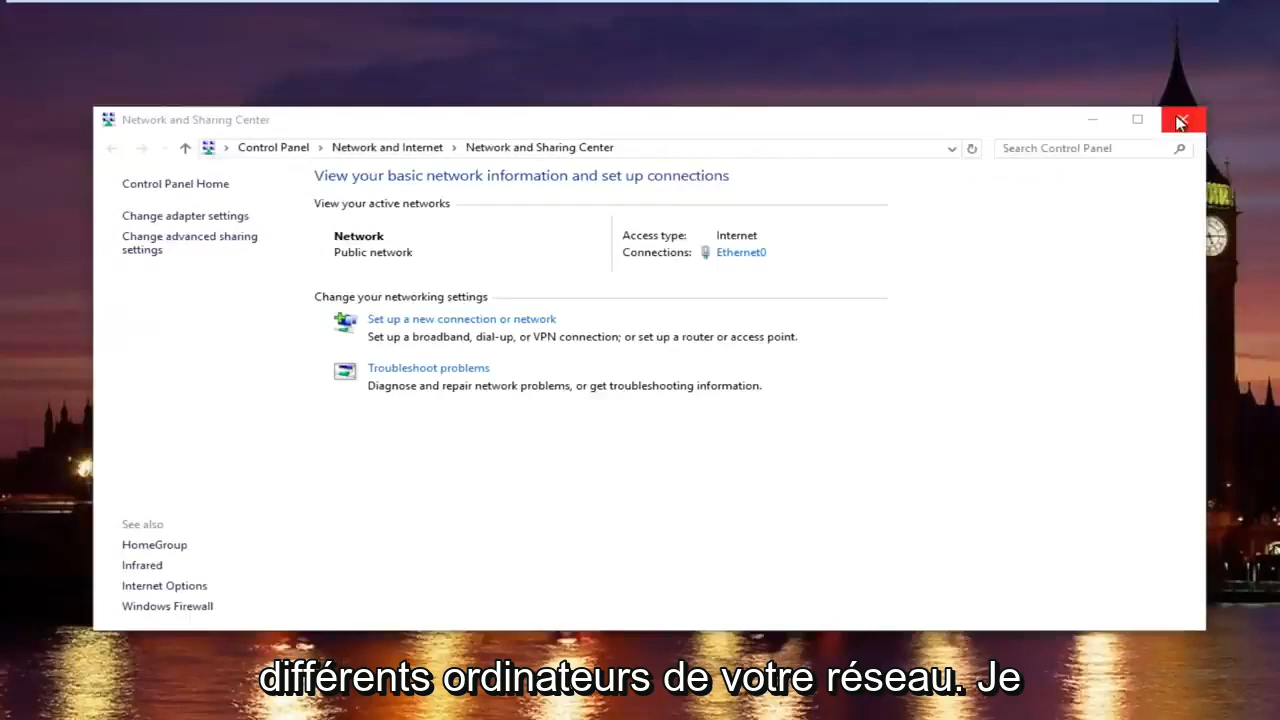 Network and Sharing Center
Control Panel > Network and Internet > Network and Sharing Center
Search Control Panel
Control Panel Home
Change adapter settings
Change advanced sharing
settings
View your basic network information and set up connections
View your active networks
Network
Public network
Access type: Internet
Connections: Ethernet0
Change your networking settings
Set up a new connection or network
Set up a broadband, dial-up, or VPN connection; or set up a router or access point.
Troubleshoot problems
Diagnose and repair network problems, or get troubleshooting information.
See also
HomeGroup
Infrared
Internet Options
Windows Firewall
différents ordinateurs de votre réseau. Je